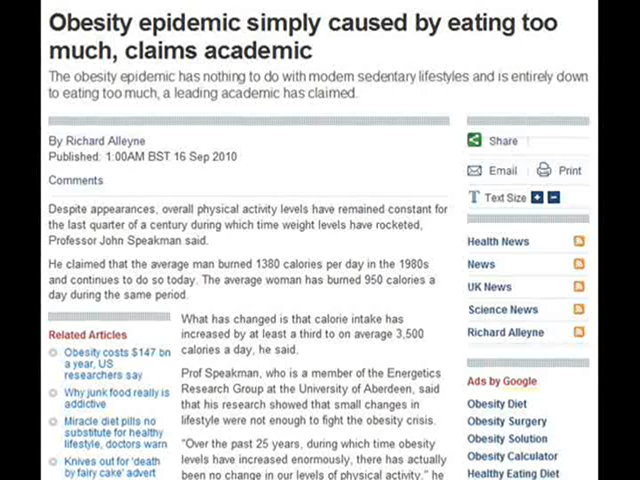 Obesity epidemic simply caused by eating too
much, claims academic
The obesity epidemic has nothing to do with modern sedentary lifestyles and is entirely down
to eating too much, a leading academic has claimed.
By Richard Alleyne
Published: 1:00AM BST 16 Sep 2010
Comments
Despite appearances, overall physical activity levels have remained constant for
the last quarter of a century during which time weight levels have rocketed,
Professor John Speakman said.
He claimed that the average man burned 1380 calories per day in the 1980s
and continues to do so today. The average woman has burned 950 calories a
day during the same period.
What has changed is that calorie intake has
increased by at least a third to on average 3,500
calories a day, he said.
Prof Speakman, who is a member of the Energetics
Research Group at the University of Aberdeen, said
that his research showed that small changes in
lifestyle were not enough to fight the obesity crisis.
"Over the past 25 years, during which time obesity
levels have increased enormously, there has actually
been no change in our levels of physical activity," he
Related Articles
Obesity costs $147 bn
a year, US
researchers say
Why junk food really is
addictive
Miracle diet pills no
substitute for healthy
lifestyle, doctors warn
Knives out for 'death
by fairy cake' advert
Share
Email Print
Text Size + -
Health News
News
UK News
Science News
Richard Alleyne
Ads by Google
Obesity Diet
Obesity Surgery
Obesity Solution
Obesity Calculator
Healthy Eating Diet